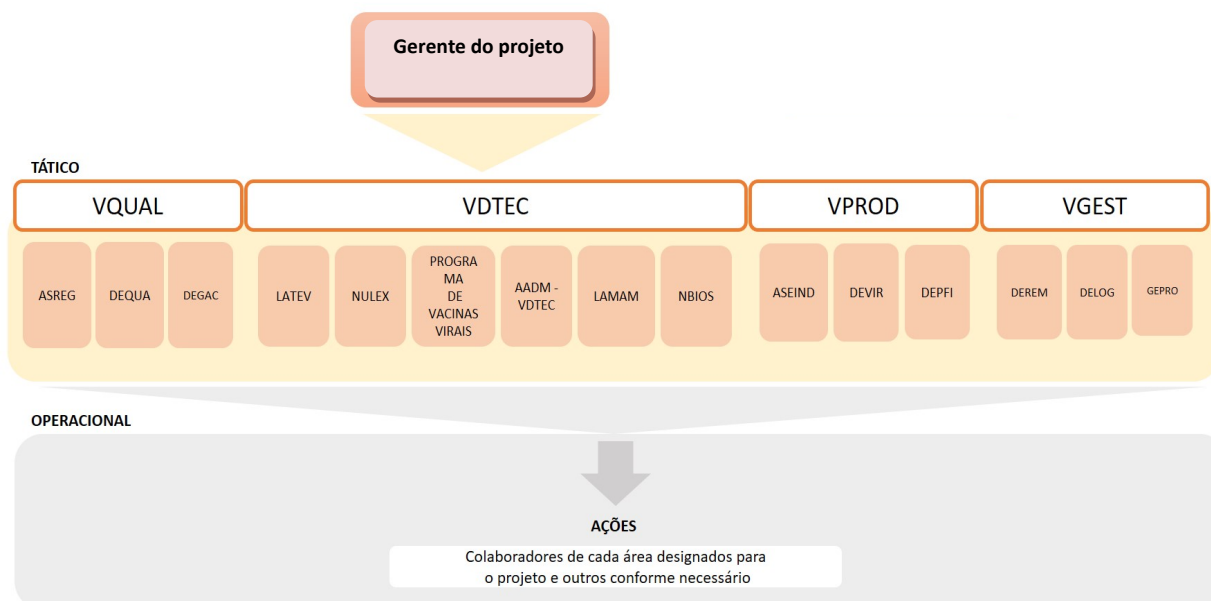 Gerente do projeto
TÁTICO
VQUAL
VDTEC
VPROD
VGEST
ASREG
DEQUA
DEGAC
LATEV
NULEX
PROGRA
MA
DE
VACINAS
VIRAIS
AADM -
VDTEC
LAMAM
NBIOS
ASEIND
DEVIR
DEPFI
DEREM
DELOG
GEPRO
OPERACIONAL
AÇÕES
Colaboradores de cada área designados para
o projeto e outros conforme necessário